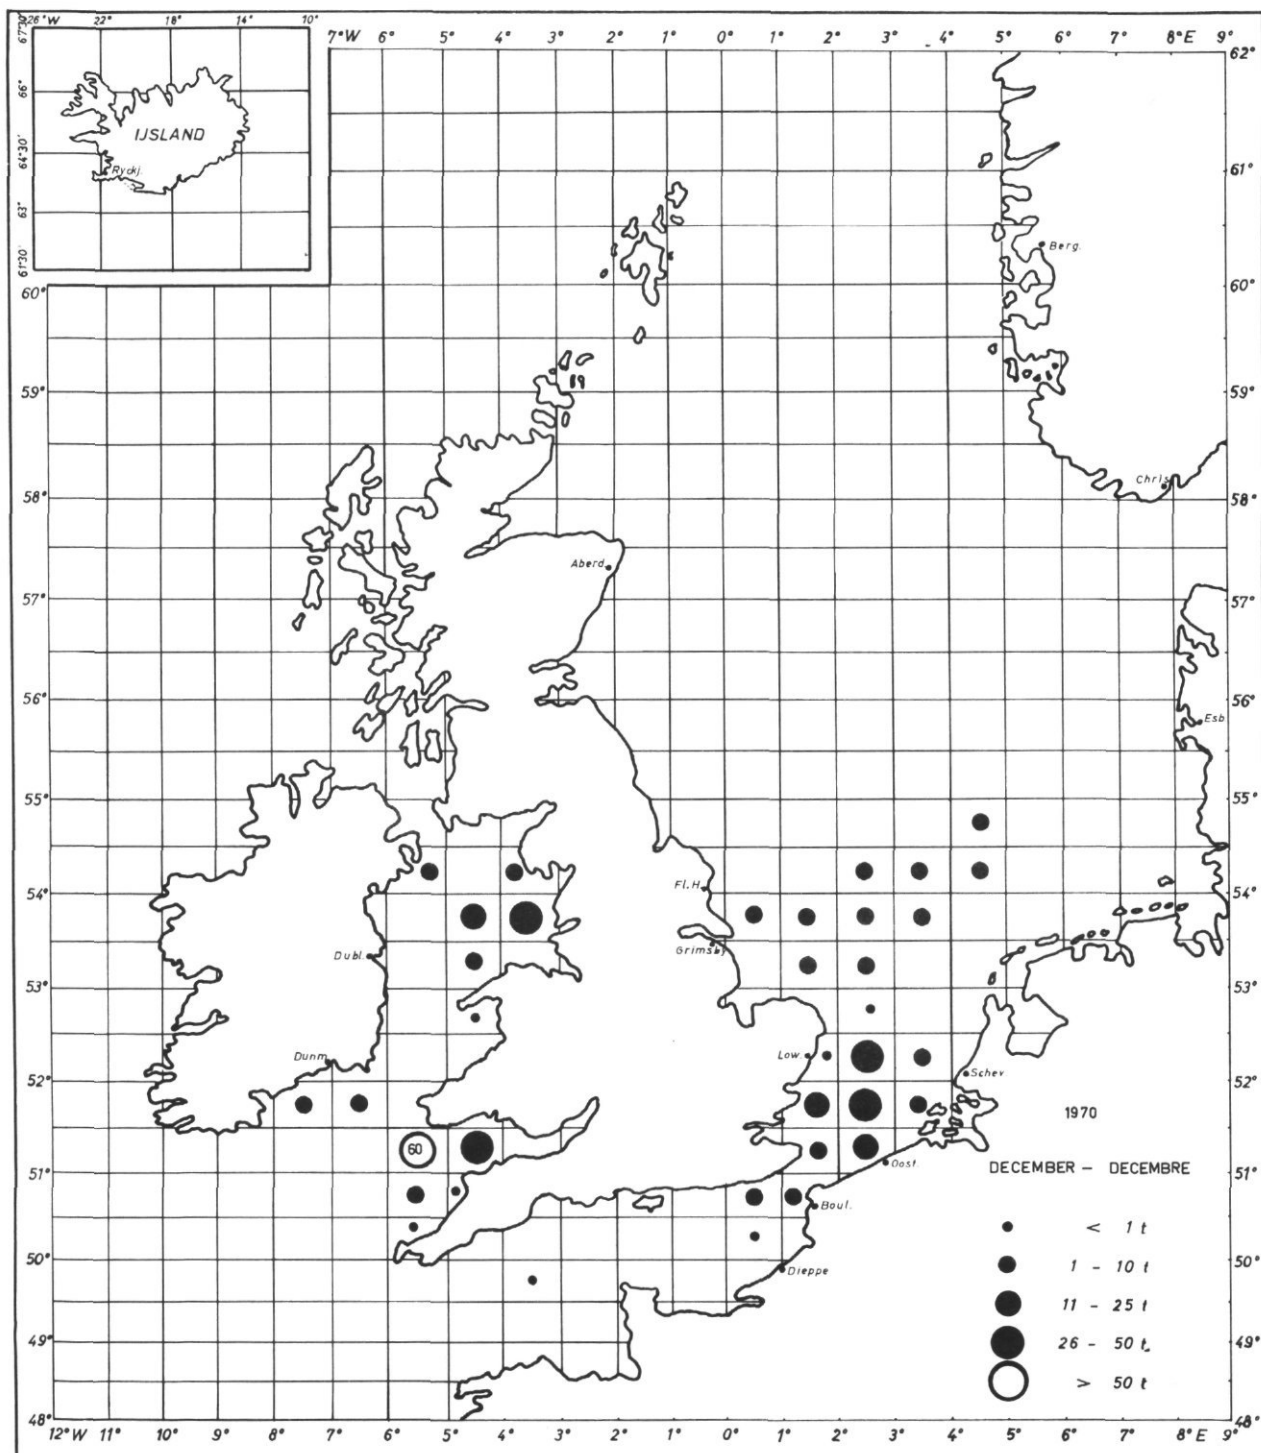 26°W 22° 18° 14° 10°
67°30'
66°
64°30'
63°
61°30'
IJSLAND
Ryckj.
7°W 6° 5° 4° 3° 2° 1° 0° 1° 2° 3° 4° 5° 6° 7° 8°E 9°
62°
61° 61°
Berg.
60° 60°
59° 59°
Chris
58° 58°
Aberd.
57° 57°
56° 56°
Esb
55° 55°
54° Fl.H. 54°
Dubl. Grimsby
53° 53°
Dunm. Low.
Schev
52° 52°
1970
60
Oost.
51° DECEMBER – DECEMBRE 51°
Boul.
< 1 t
50° Dieppe 1 – 10 t 50°
11 – 25 t
49° 26 – 50 t. 49°
> 50 t
48° 48°
12°W 11° 10° 9° 8° 7° 6° 5° 4° 3° 2° 1° 0° 1° 2° 3° 4° 5° 6° 7° 8°E 9°